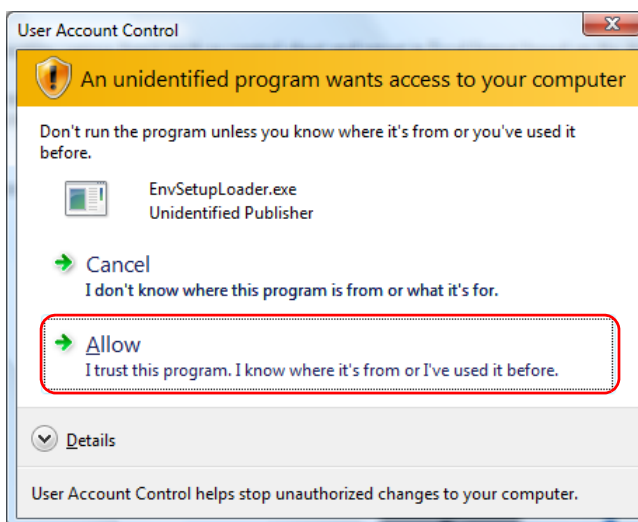 User Account Control
An unidentified program wants access to your computer
Don't run the program unless you know where it's from or you've used it
before.
EnvSetupLoader.exe
Unidentified Publisher
Cancel
I don't know where this program is from or what it's for.
Allow
I trust this program. I know where it's from or I've used it before.
Details
User Account Control helps stop unauthorized changes to your computer.